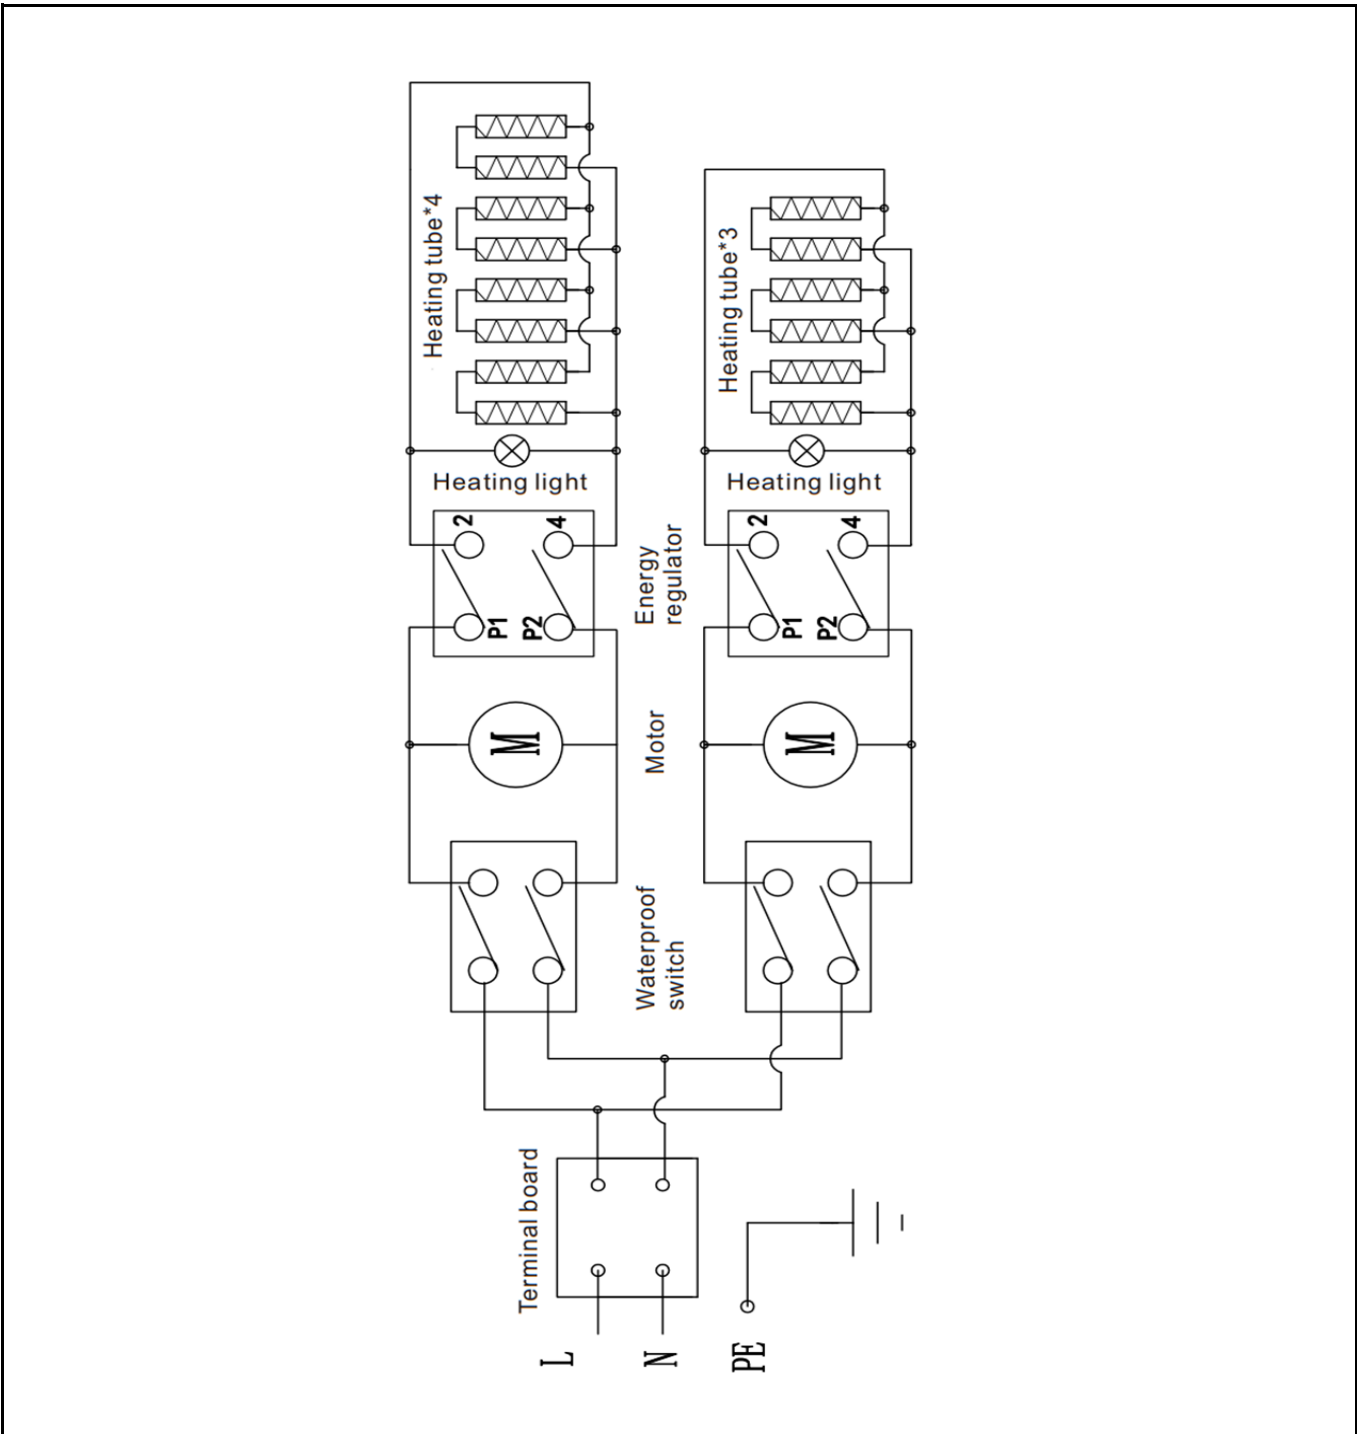 Heating tube*4
Heating tube*3
Heating light
Heating light
2
4
2
4
Energy
regulator
P1
P2
P1
P2
M
Motor
M
Waterproof
switch
Terminal board
L
N
PE